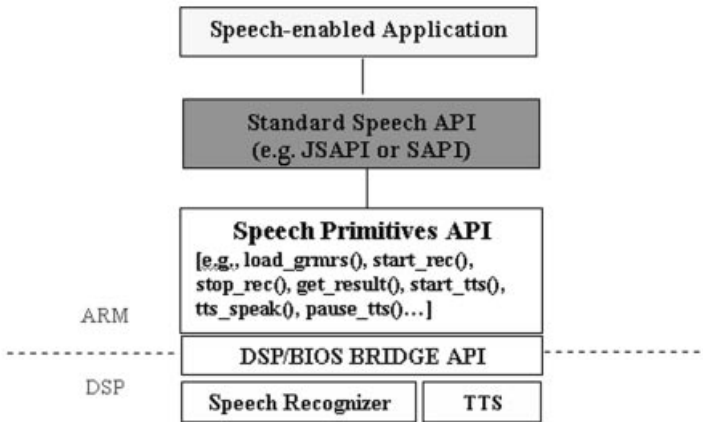 Speech-enabled Application
Standard Speech API
(e.g. JSAPI or SAPI)
Speech Primitives API
[e.g., load_grmrs(), start_rec(),
stop_rec(), get_result(), start_tts(),
tts_speak(), pause_tts()...]
ARM
DSP/BIOS BRIDGE API
DSP
Speech Recognizer
TTS